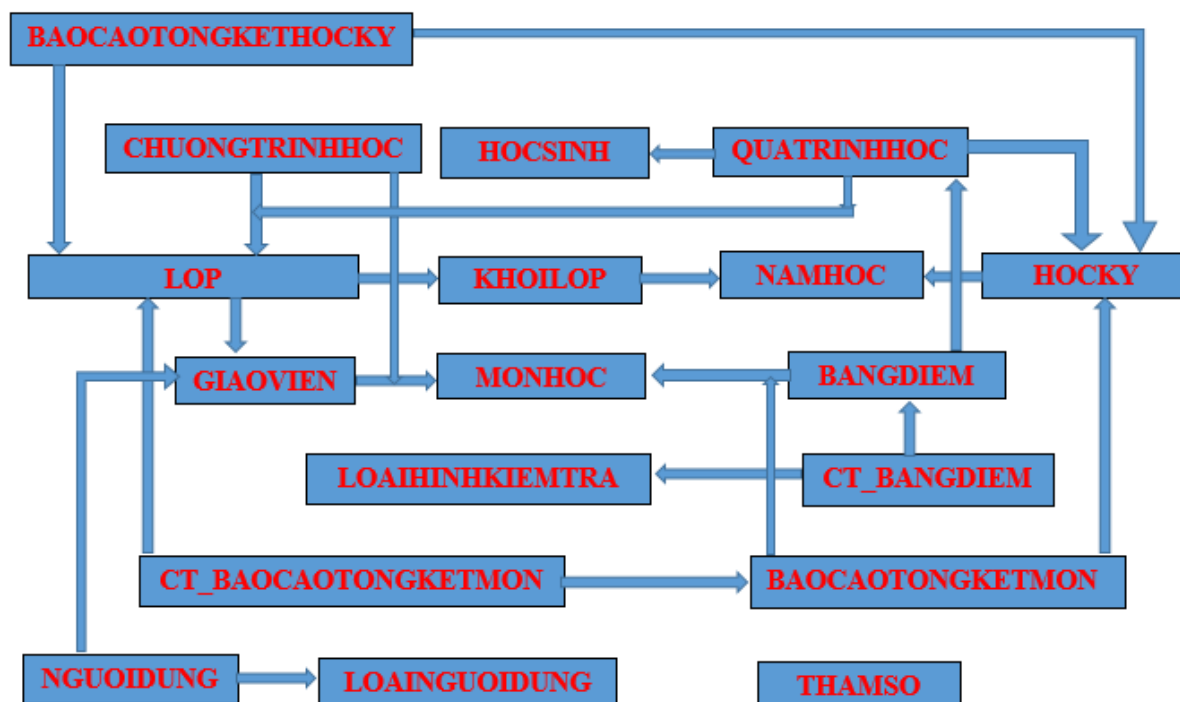 BAOCAOTONGKETHOCKY
CHUONGTRINHHOC
HOCSINH
QUATRINHHOC
LOP
KHOILOP
NAMHOC
HOCKY
GIAOVIEN
MONHOC
BANGDIEM
LOAIHINHKIEMTRA
CT_BANGDIEM
CT_BAOCAOTONGKETMON
BAOCAOTONGKETMON
NGUOIDUNG
LOAINGUOIDUNG
THAMSO